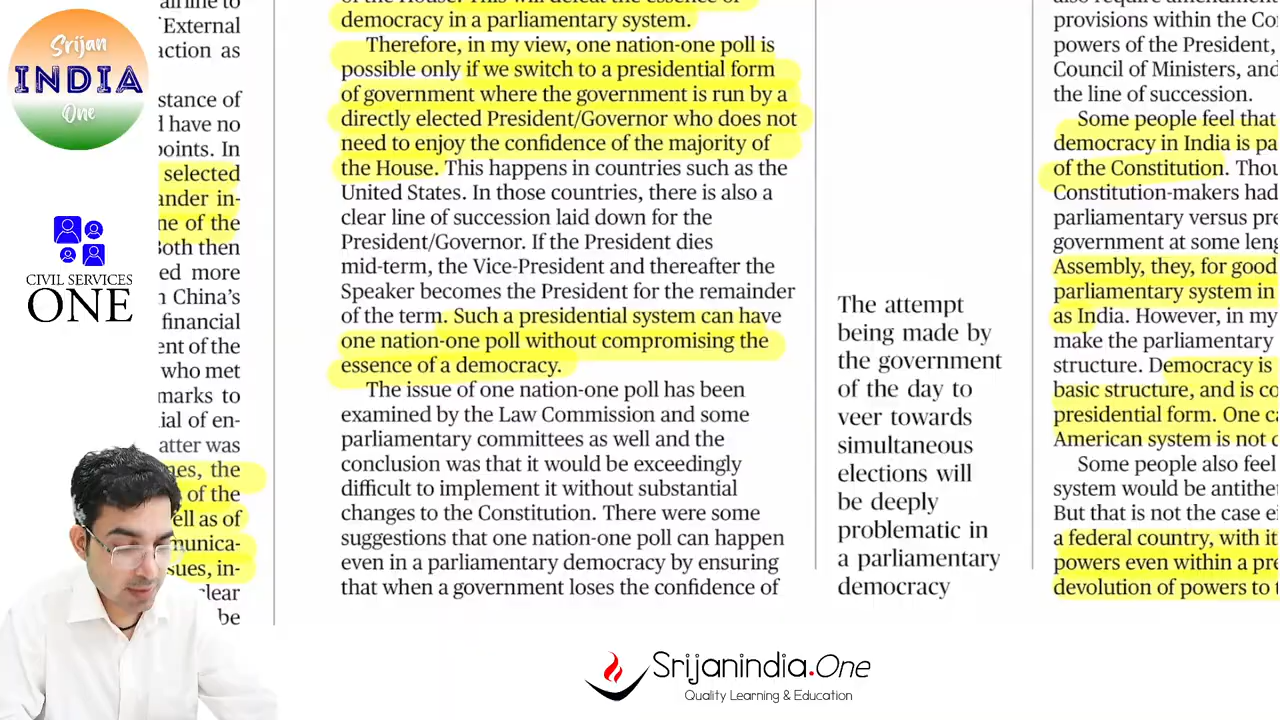 Srijan
INDIA
One
CIVIL SERVICES
ONE
External
action as
stance of
have no
points. In
selected
ander in-
of the
Both then
ed more
China's
financial
ent of the
who met
marks to
ial of en-
atter was
the
of the
ell as of
munica-
sues, in-
clear
be
of the House. This will defeat the essence of
democracy in a parliamentary system.
Therefore, in my view, one nation-one poll is
possible only if we switch to a presidential form
of government where the government is run by a
directly elected President/Governor who does not
need to enjoy the confidence of the majority of
the House. This happens in countries such as the
United States. In those countries, there is also a
clear line of succession laid down for the
President/Governor. If the President dies
mid-term, the Vice-President and thereafter the
Speaker becomes the President for the remainder
of the term. Such a presidential system can have
one nation-one poll without compromising the
essence of a democracy.
The issue of one nation-one poll has been
examined by the Law Commission and some
parliamentary committees as well and the
conclusion was that it would be exceedingly
difficult to implement it without substantial
changes to the Constitution. There were some
suggestions that one nation-one poll can happen
even in a parliamentary democracy by ensuring
that when a government loses the confidence of
The attempt
being made by
the government
of the day to
veer towards
simultaneous
elections will
be deeply
problematic in
a parliamentary
democracy
provisions within the Co
powers of the President,
Council of Ministers, and
the line of succession.
Some people feel that
democracy in India is pa
of the Constitution. Thou
Constitution-makers had
parliamentary versus pre
government at some leng
Assembly, they, for good
parliamentary system in
as India. However, in my
make the parliamentary
structure. Democracy is
basic structure, and is co
presidential form. One ca
American system is not d
Some people also feel
system would be antithe
But that is not the case ei
a federal country, with it
powers even within a pre
devolution of powers to t
Srijanindia.One
Quality Learning & Education